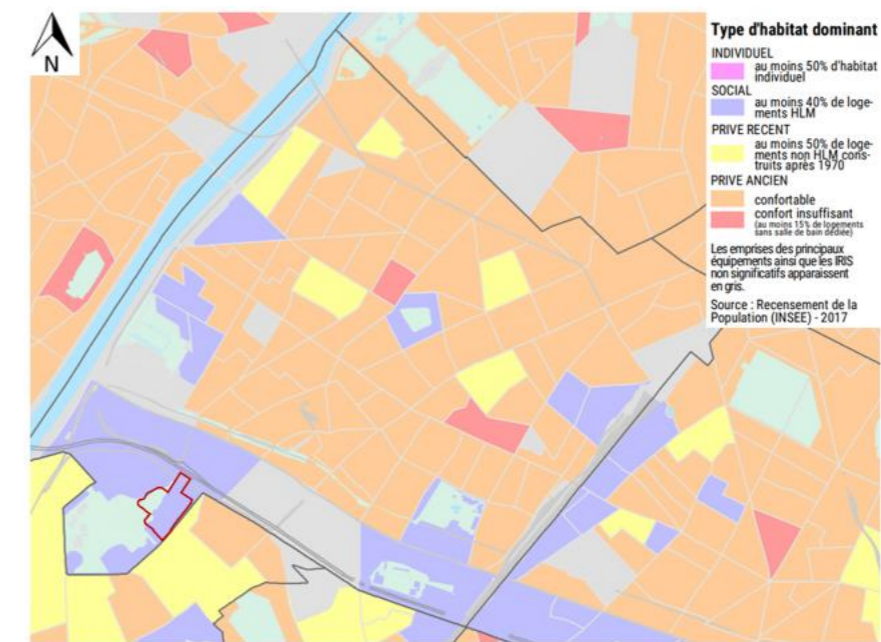 N
Type d'habitat dominant
INDIVIDUEL
au moins 50% d'habitat
individuel
SOCIAL
au moins 40% de loge-
ments HLM
PRIVE RECENT
au moins 50% de loge-
ments non HLM cons-
truits après 1970
PRIVE ANCIEN
confortable
confort insuffisant
(au moins 15% de logements
sans salle de bain dédiée)
Les emprises des principaux
équipements ainsi que les IRIS
non significatifs apparaissent
en gris.
Source : Recensement de la
Population (INSEE) - 2017